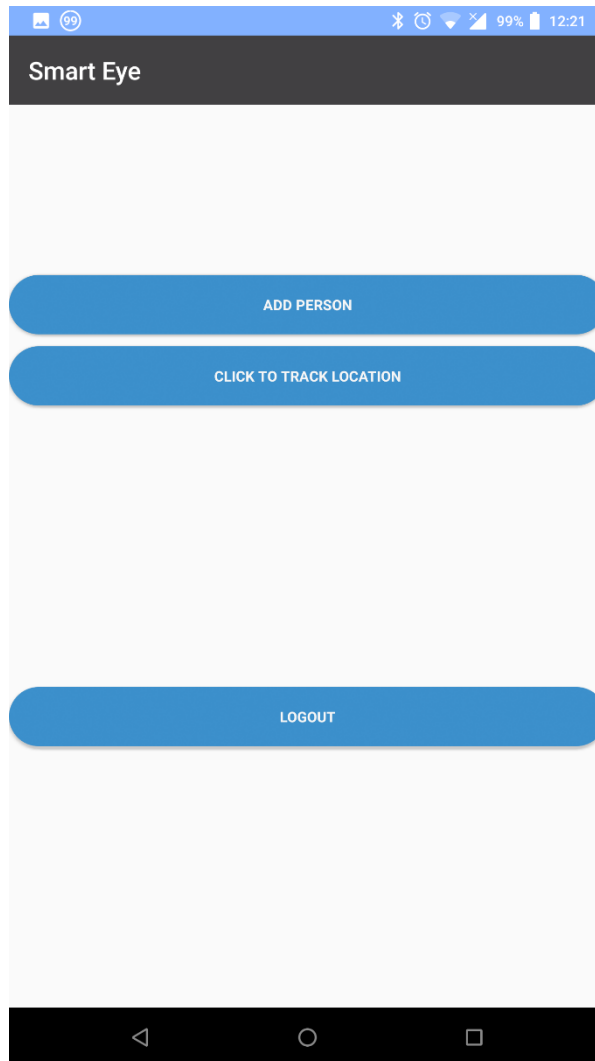 99 99% 12:21
Smart Eye
ADD PERSON
CLICK TO TRACK LOCATION
LOGOUT